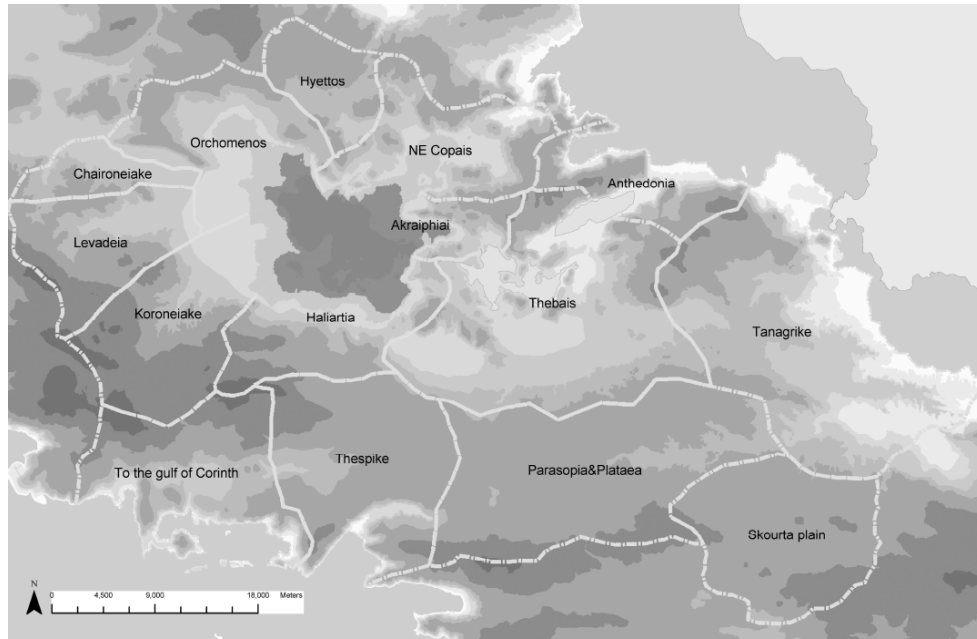 Hyettos
Orchomenos
NE Copais
Chaironeiake
Anthedonia
Akraiphiai
Levadeia
Thebais
Koroneiake
Haliartia
Tanagrike
Thespike
To the gulf of Corinth
Parasopia&Plataea
Skourta plain
N
0 4,500 9,000 18,000 Meters